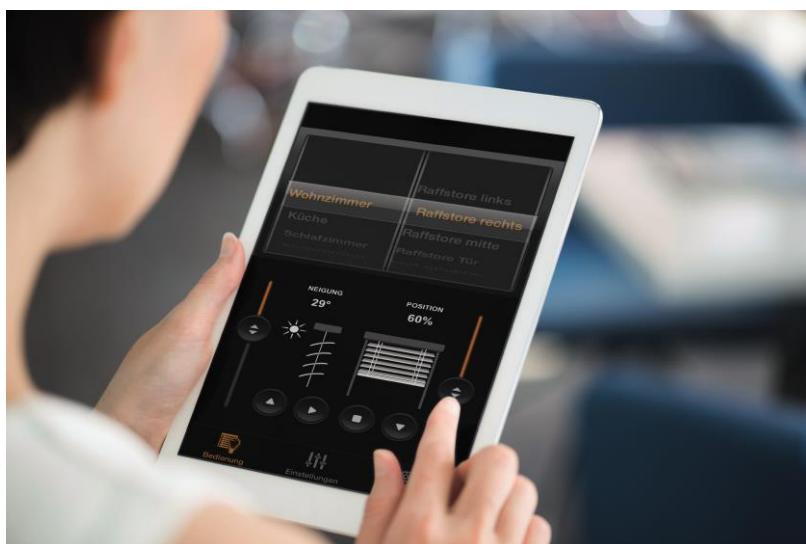 Wohnzimmer
Küche
Schlafzimmer
Raffstore links
Raffstore rechts
Raffstore mitte
Raffstore Tür
NEIGUNG
29°
POSITION
60%
Bedienung
Einstellungen